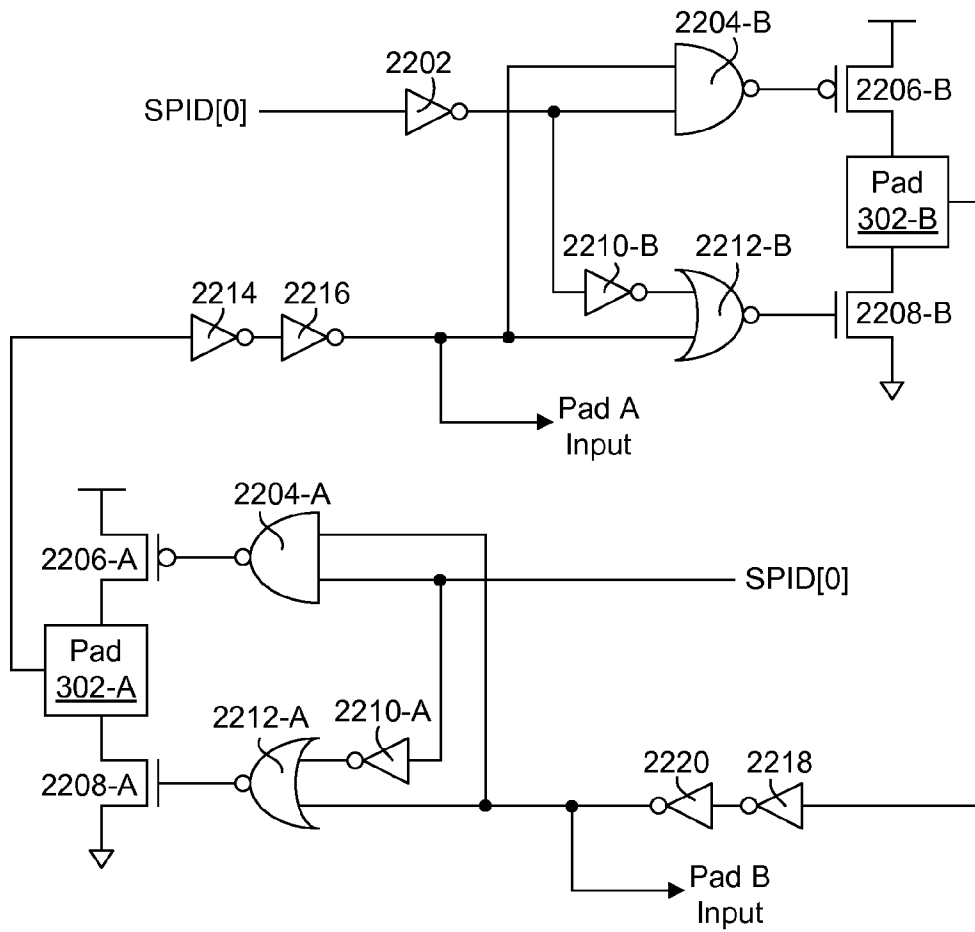 2204-B
2202
SPID[0]
2206-B
Pad
302-B
2210-B
2212-B
2214
2216
2208-B
Pad A
Input
2204-A
2206-A
SPID[0]
Pad
302-A
2212-A
2210-A
2208-A
2220
2218
Pad B
Input